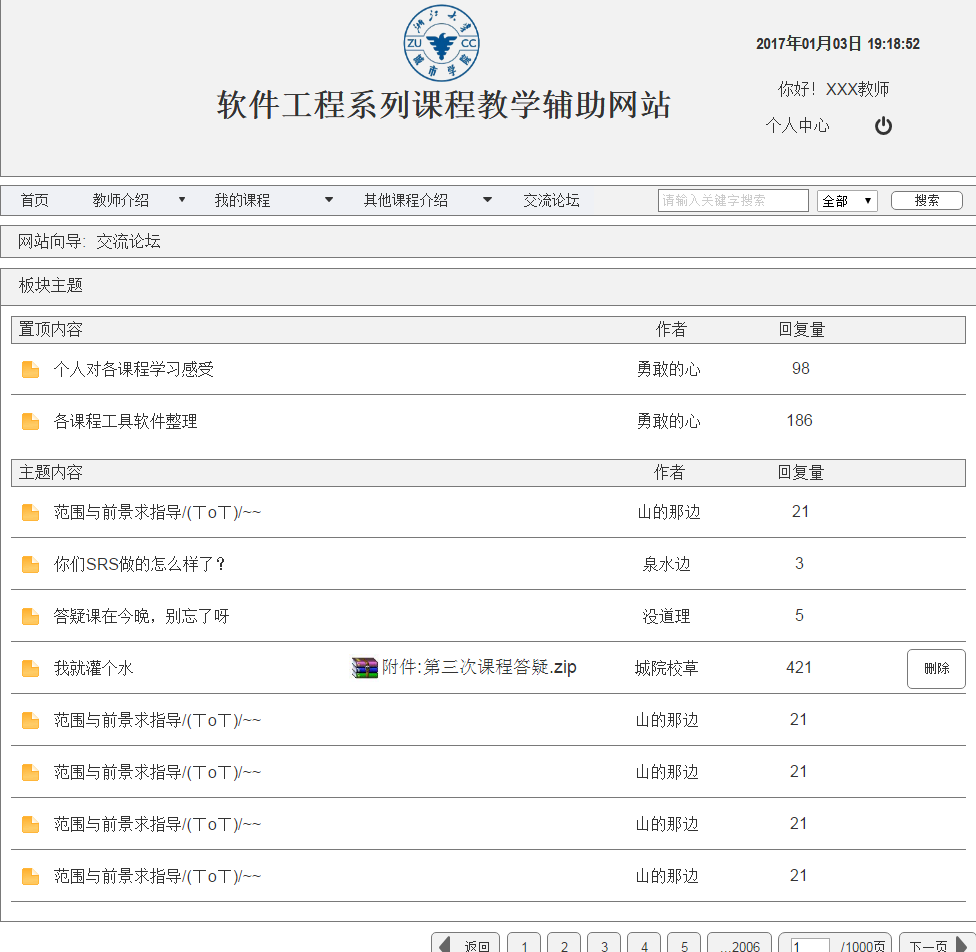 浙江大学
ZU CC
城市学院
2017年01月03日 19:18:52
软件工程系列课程教学辅助网站
你好！XXX教师
个人中心
首页 教师介绍 ▼ 我的课程 ▼ 其他课程介绍 ▼ 交流论坛 请输入关键字搜索 全部 ▼ 搜索
网站向导: 交流论坛
板块主题
置顶内容 作者 回复量
个人对各课程学习感受 勇敢的心 98
各课程工具软件整理 勇敢的心 186
主题内容 作者 回复量
范围与前景求指导/(ㄒoㄒ)/~~ 山的那边 21
你们SRS做的怎么样了？ 泉水边 3
答疑课在今晚，别忘了呀 没道理 5
我就灌个水 附件:第三次课程答疑.zip 城院校草 421 删除
范围与前景求指导/(ㄒoㄒ)/~~ 山的那边 21
范围与前景求指导/(ㄒoㄒ)/~~ 山的那边 21
范围与前景求指导/(ㄒoㄒ)/~~ 山的那边 21
范围与前景求指导/(ㄒoㄒ)/~~ 山的那边 21
返回 1 2 3 4 5 ...2006 1 /1000页 下一页